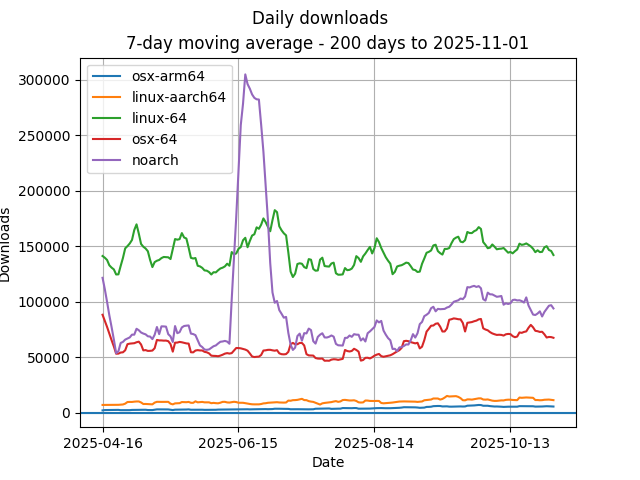 Daily downloads
7-day moving average - 200 days to 2025-11-01
osx-arm64
linux-aarch64
linux-64
osx-64
noarch
300000
250000
200000
150000
100000
50000
0
Downloads
2025-04-16
2025-06-15
2025-08-14
2025-10-13
Date